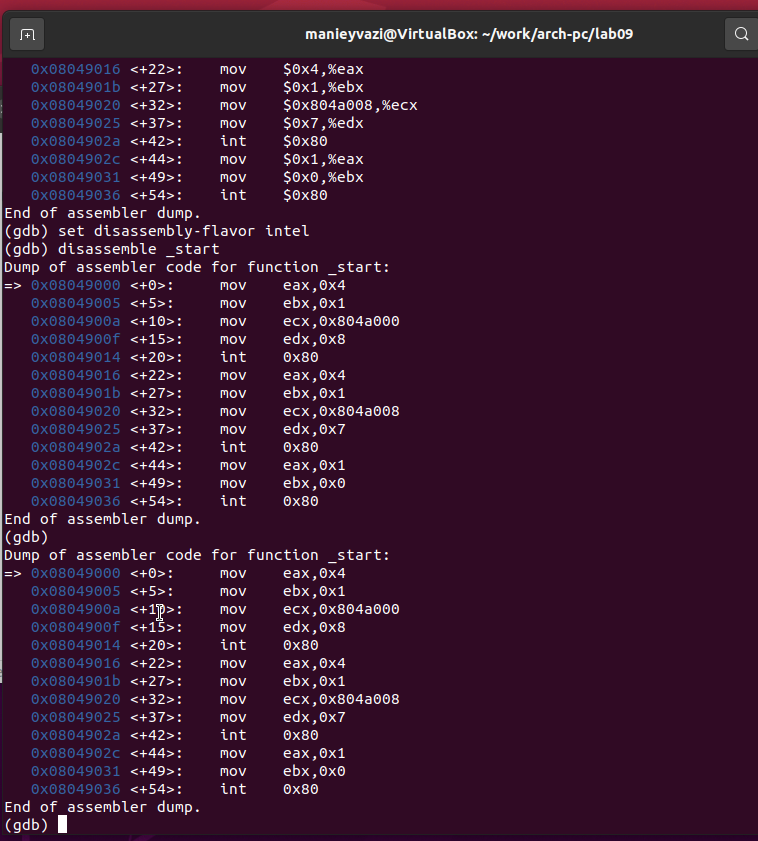 manieyvazi@VirtualBox: ~/work/arch-pc/lab09
0x08049016 <+22>: mov $0x4,%eax
0x0804901b <+27>: mov $0x1,%ebx
0x08049020 <+32>: mov $0x804a008,%ecx
0x08049025 <+37>: mov $0x7,%edx
0x0804902a <+42>: int $0x80
0x0804902c <+44>: mov $0x1,%eax
0x08049031 <+49>: mov $0x0,%ebx
0x08049036 <+54>: int $0x80
End of assembler dump.
(gdb) set disassembly-flavor intel
(gdb) disassemble _start
Dump of assembler code for function _start:
=> 0x08049000 <+0>: mov eax,0x4
0x08049005 <+5>: mov ebx,0x1
0x0804900a <+10>: mov ecx,0x804a000
0x0804900f <+15>: mov edx,0x8
0x08049014 <+20>: int 0x80
0x08049016 <+22>: mov eax,0x4
0x0804901b <+27>: mov ebx,0x1
0x08049020 <+32>: mov ecx,0x804a008
0x08049025 <+37>: mov edx,0x7
0x0804902a <+42>: int 0x80
0x0804902c <+44>: mov eax,0x1
0x08049031 <+49>: mov ebx,0x0
0x08049036 <+54>: int 0x80
End of assembler dump.
(gdb)
Dump of assembler code for function _start:
=> 0x08049000 <+0>: mov eax,0x4
0x08049005 <+5>: mov ebx,0x1
0x0804900a <+10>: mov ecx,0x804a000
0x0804900f <+15>: mov edx,0x8
0x08049014 <+20>: int 0x80
0x08049016 <+22>: mov eax,0x4
0x0804901b <+27>: mov ebx,0x1
0x08049020 <+32>: mov ecx,0x804a008
0x08049025 <+37>: mov edx,0x7
0x0804902a <+42>: int 0x80
0x0804902c <+44>: mov eax,0x1
0x08049031 <+49>: mov ebx,0x0
0x08049036 <+54>: int 0x80
End of assembler dump.
(gdb)